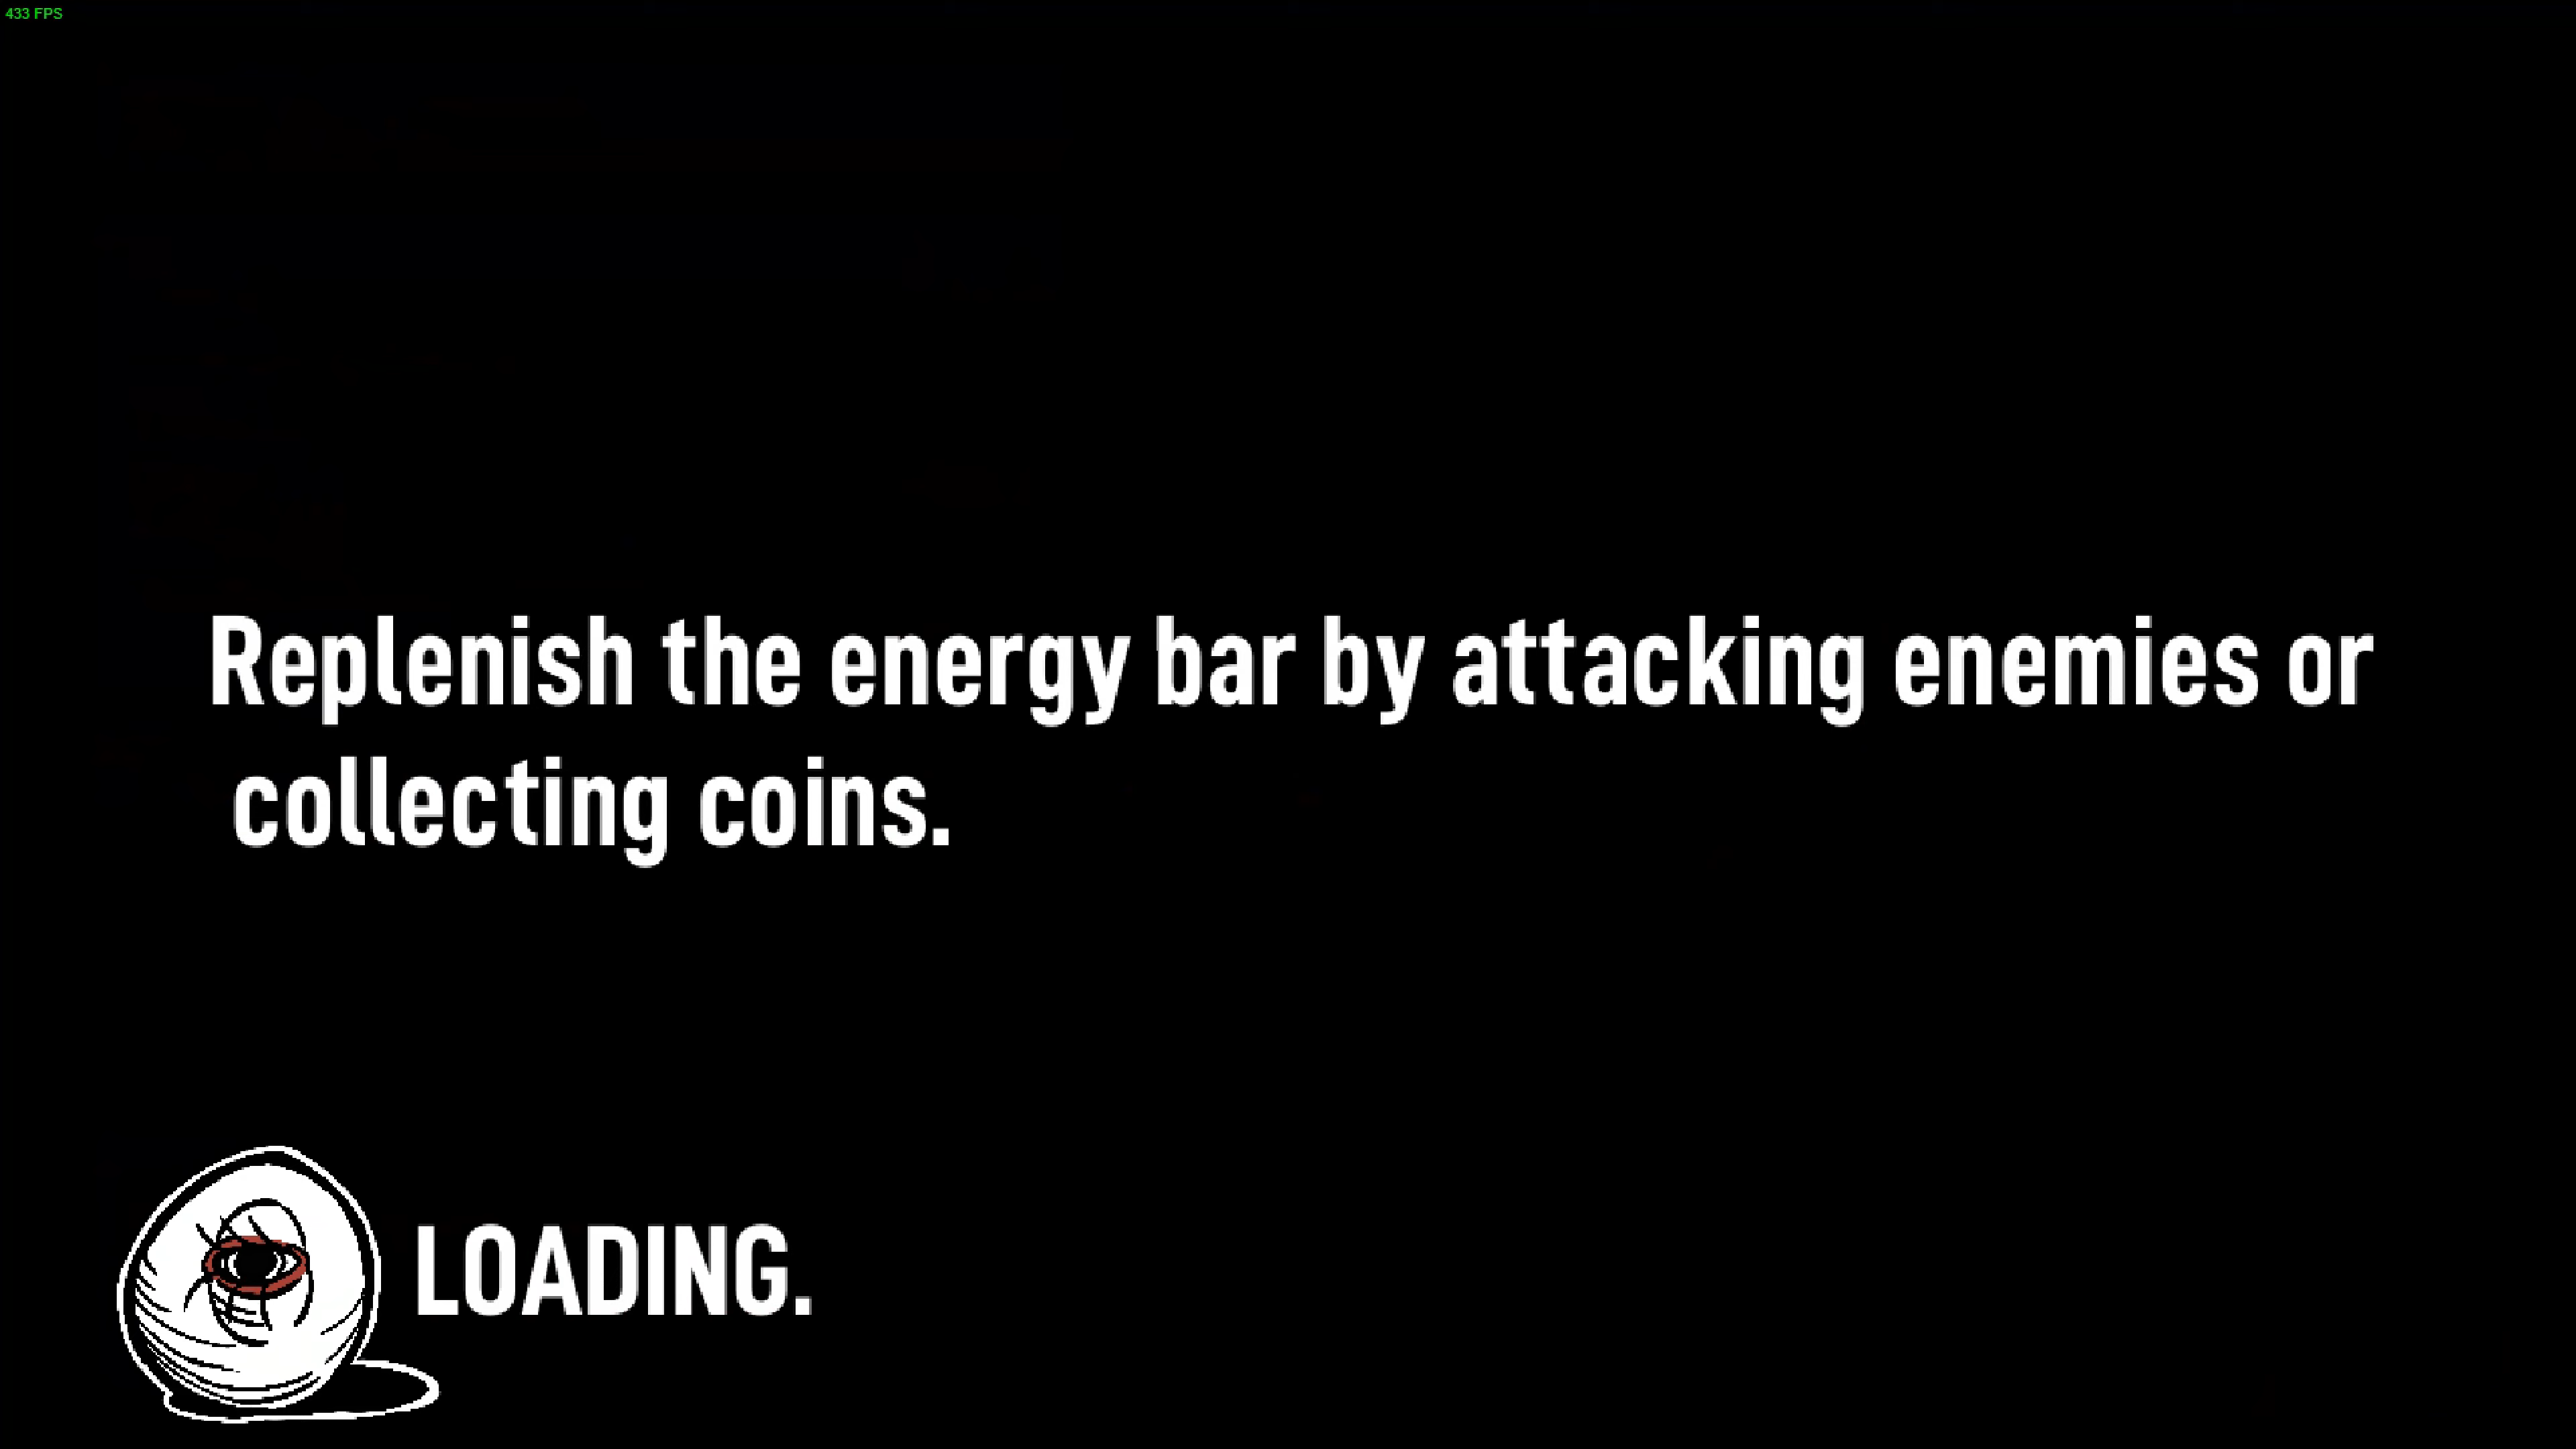 433 FPS
Replenish the energy bar by attacking enemies or
collecting coins.
LOADING.